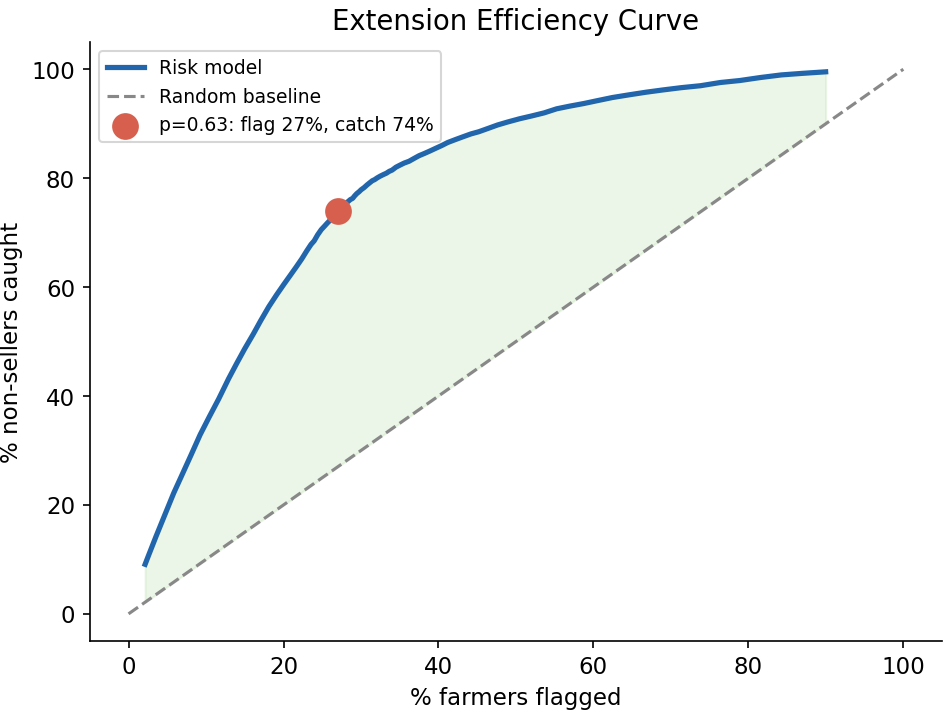 Extension Efficiency Curve
Risk model
Random baseline
p=0.63: flag 27%, catch 74%
100
80
60
40
20
0
% non-sellers caught
0 20 40 60 80 100
% farmers flagged